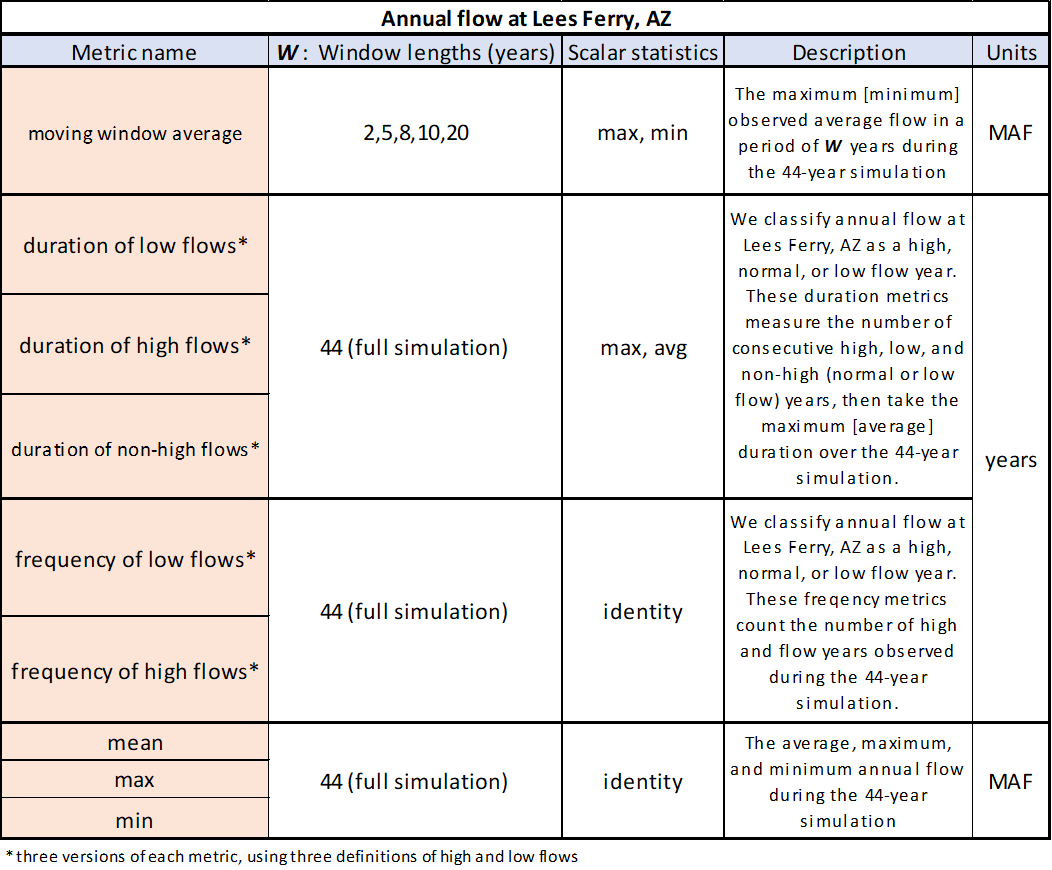 Annual flow at Lees Ferry, AZ
Metric name
W : Window lengths (years)
Scalar statistics
Description
Units
moving window average
2,5,8,10,20
max, min
The maximum [minimum]
observed average flow in a
period of W years during
the 44-year simulation
MAF
duration of low flows*
duration of high flows*
duration of non-high flows*
44 (full simulation)
max, avg
We classify annual flow at
Lees Ferry, AZ as a high,
normal, or low flow year.
These duration metrics
measure the number of
consecutive high, low, and
non-high (normal or low
flow) years, then take the
maximum [average]
duration over the 44-year
simulation.
years
frequency of low flows*
frequency of high flows*
44 (full simulation)
identity
We classify annual flow at
Lees Ferry, AZ as a high,
normal, or low flow year.
These freqency metrics
count the number of high
and flow years observed
during the 44-year
simulation.
mean
max
min
44 (full simulation)
identity
The average, maximum,
and minimum annual flow
during the 44-year
simulation
MAF
* three versions of each metric, using three definitions of high and low flows